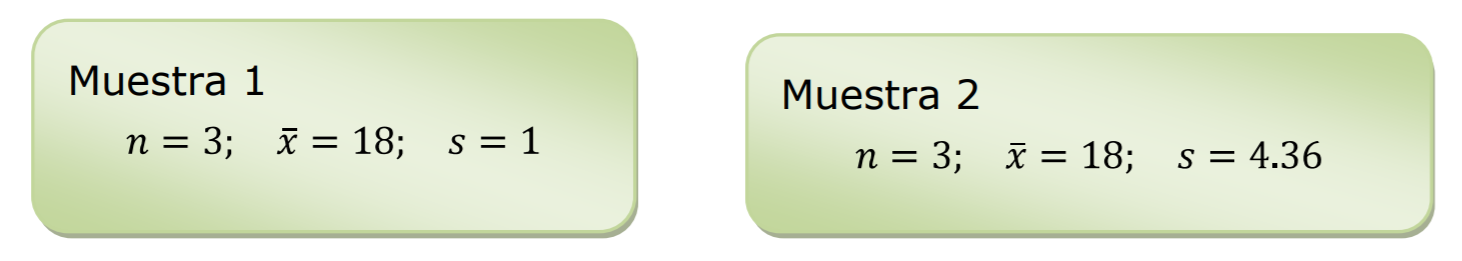 Muestra 1
n = 3; x̄ = 18; s = 1
Muestra 2
n = 3; x̄ = 18; s = 4.36